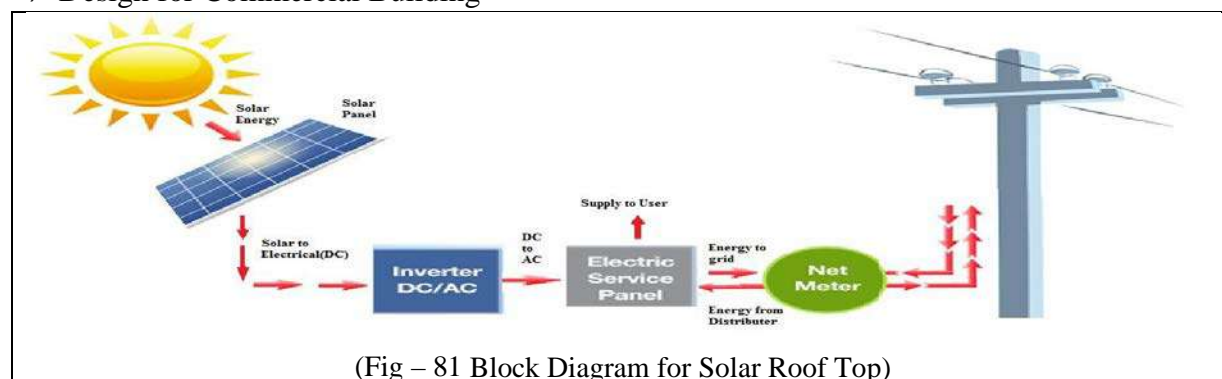 Design for Commercial Building
Solar
Energy
Solar
Panel
Supply to User
Solar to
Electrical(DC)
DC
to
AC
Inverter
DC/AC
Electric
Service
Panel
Energy to
grid
Energy from
Distributer
Net
Meter
(Fig – 81 Block Diagram for Solar Roof Top)